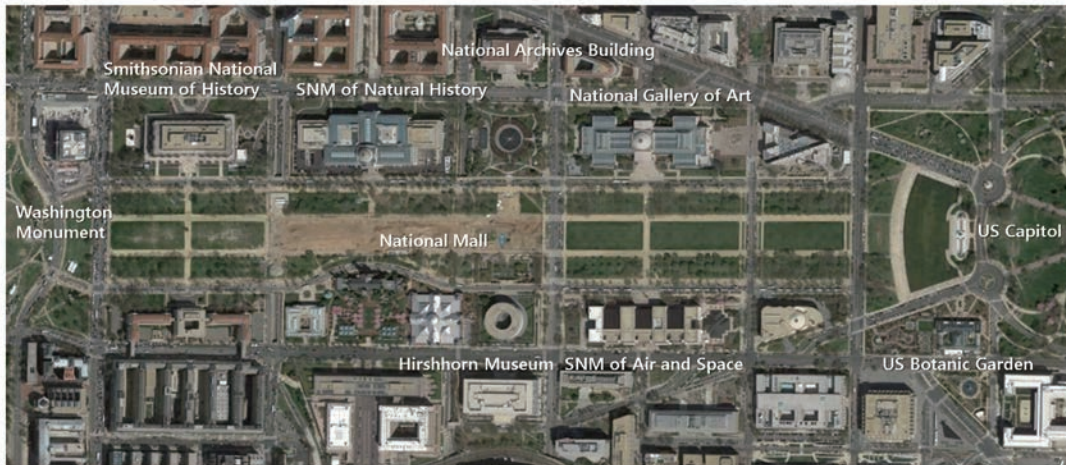 National Archives Building
Smithsonian National
Museum of History
SNM of Natural History
National Gallery of Art
Washington
Monument
National Mall
US Capitol
Hirshhorn Museum
SNM of Air and Space
US Botanic Garden